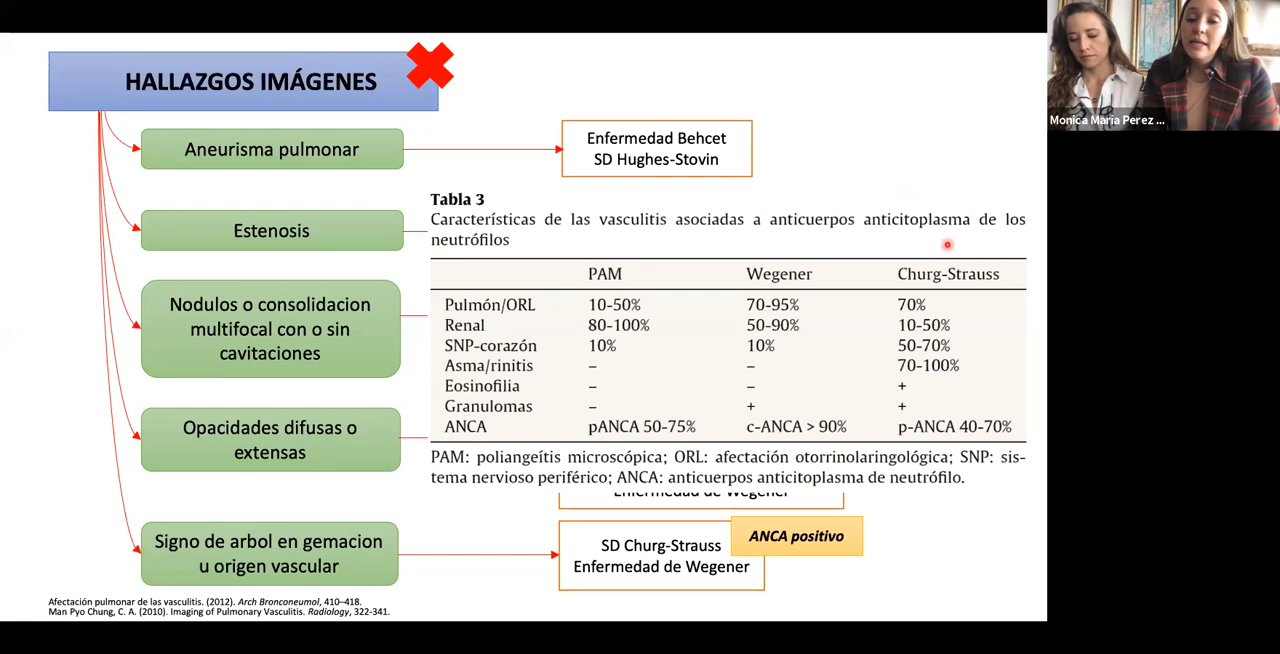 HALLAZGOS IMÁGENES
Monica Maria Perez ...
Aneurisma pulmonar
Enfermedad Behcet
SD Hughes-Stovin
Estenosis
Nodulos o consolidacion
multifocal con o sin
cavitaciones
Opacidades difusas o
extensas
Signo de arbol en gemacion
u origen vascular
Tabla 3
Características de las vasculitis asociadas a anticuerpos anticitoplasma de los
neutrófilos
PAM Wegener Churg-Strauss
Pulmón/ORL 10-50% 70-95% 70%
Renal 80-100% 50-90% 10-50%
SNP-corazón 10% 10% 50-70%
Asma/rinitis – – 70-100%
Eosinofilia – – +
Granulomas – + +
ANCA pANCA 50-75% c-ANCA > 90% p-ANCA 40-70%
PAM: poliangeítis microscópica; ORL: afectación otorrinolaringológica; SNP: sis-
tema nervioso periférico; ANCA: anticuerpos anticitoplasma de neutrófilo.
Enfermedad de Wegener
SD Churg-Strauss
Enfermedad de Wegener
ANCA positivo
Afectación pulmonar de las vasculitis. (2012). Arch Bronconeumol, 410–418.
Man Pyo Chung, C. A. (2010). Imaging of Pulmonary Vasculitis. Radiology, 322-341.